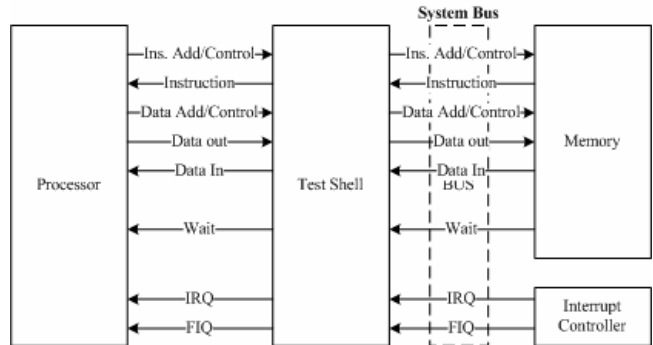 System Bus
Ins. Add/Control
Ins. Add/Control
Instruction
Instruction
Data Add/Control
Data Add/Control
Data out
Data out
Memory
Data In
Data In
Processor
Test Shell
BUS
Wait
Wait
IRQ
IRQ
Interrupt
Controller
FIQ
FIQ